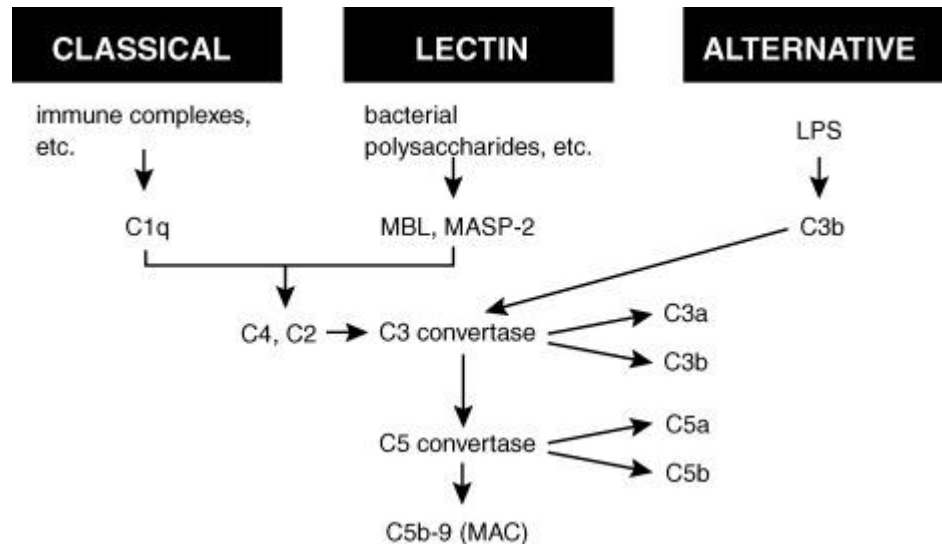 CLASSICAL
LECTIN
ALTERNATIVE
immune complexes,
etc.
bacterial
polysaccharides, etc.
LPS
C1q
MBL, MASP-2
C3b
C4, C2
C3 convertase
C3a
C3b
C5 convertase
C5a
C5b
C5b-9 (MAC)